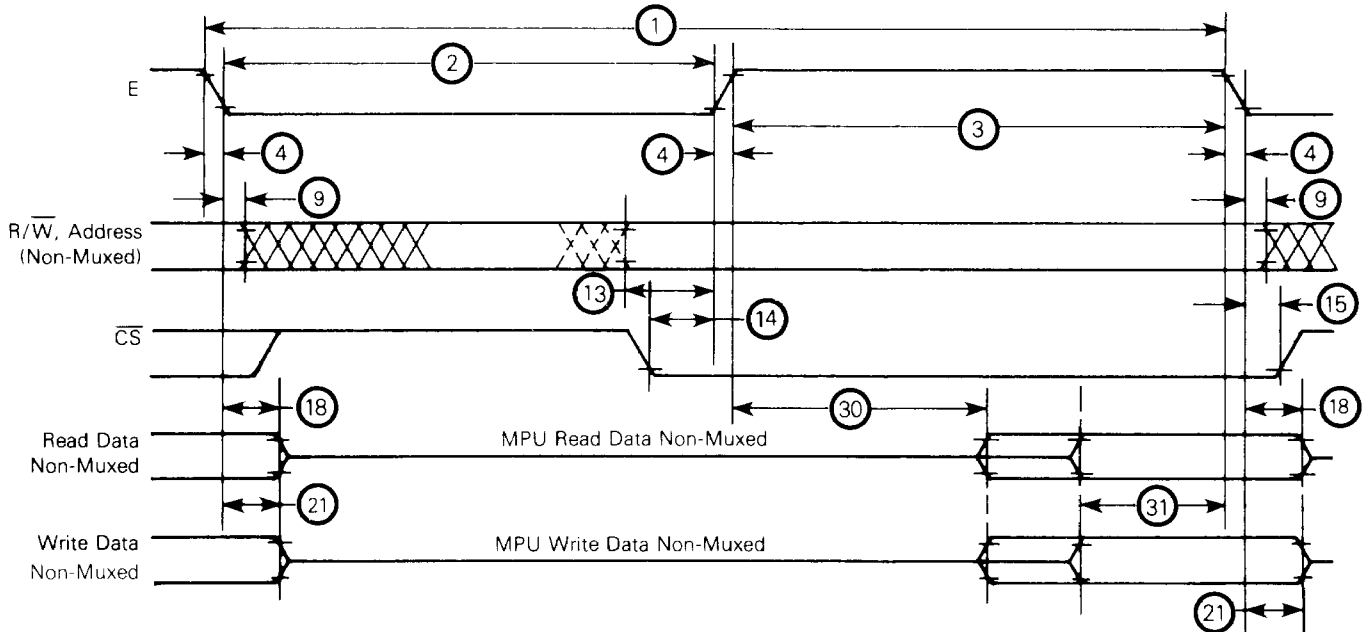 1
2
E
3
4
4
4
9
9
R/W̅, Address
(Non-Muxed)
13
14
15
C̅S̅
18
30
18
Read Data
Non-Muxed
MPU Read Data Non-Muxed
21
31
Write Data
Non-Muxed
MPU Write Data Non-Muxed
21